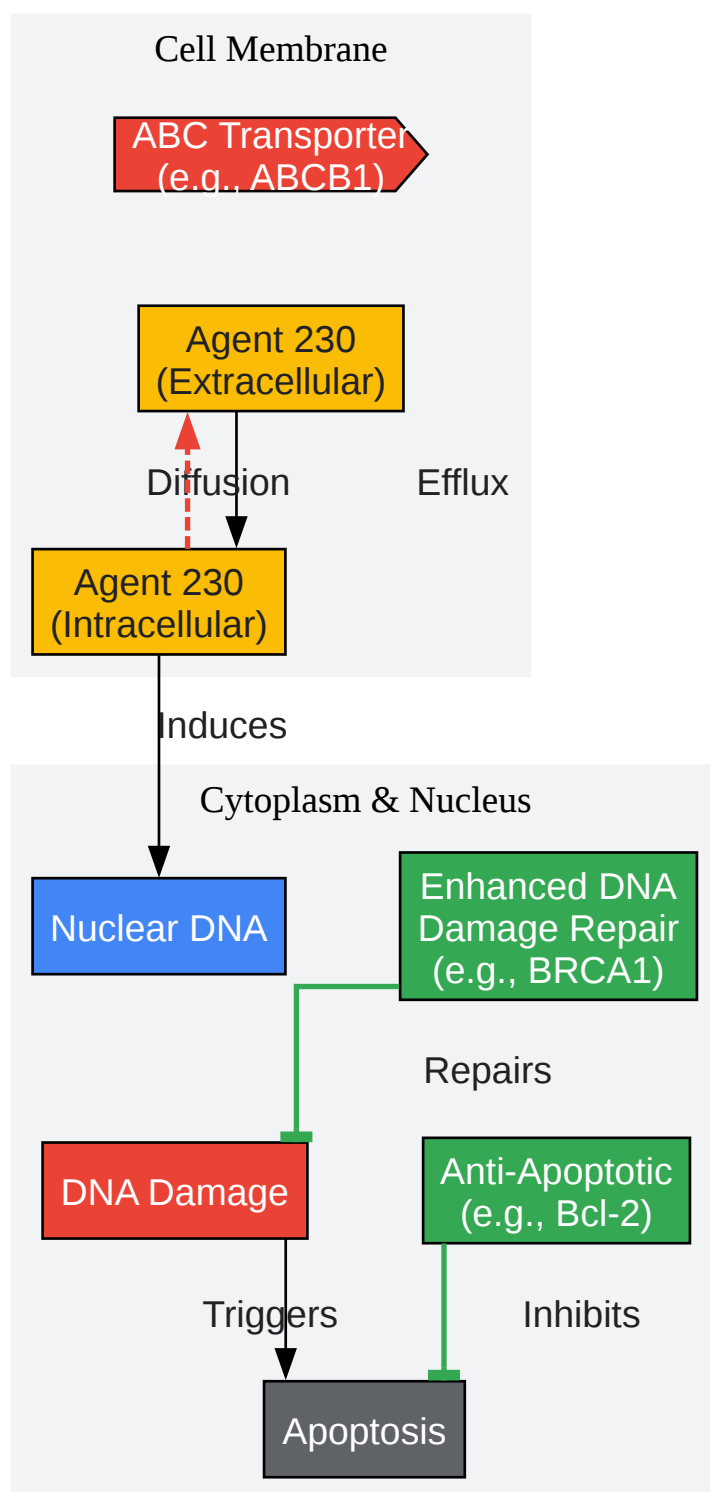 Cell Membrane
ABC Transporter
(e.g., ABCB1)
Agent 230
(Extracellular)
Diffusion
Efflux
Agent 230
(Intracellular)
Induces
Cytoplasm & Nucleus
Enhanced DNA
Damage Repair
(e.g., BRCA1)
Nuclear DNA
Repairs
Anti-Apoptotic
(e.g., Bcl-2)
DNA Damage
Triggers
Inhibits
Apoptosis